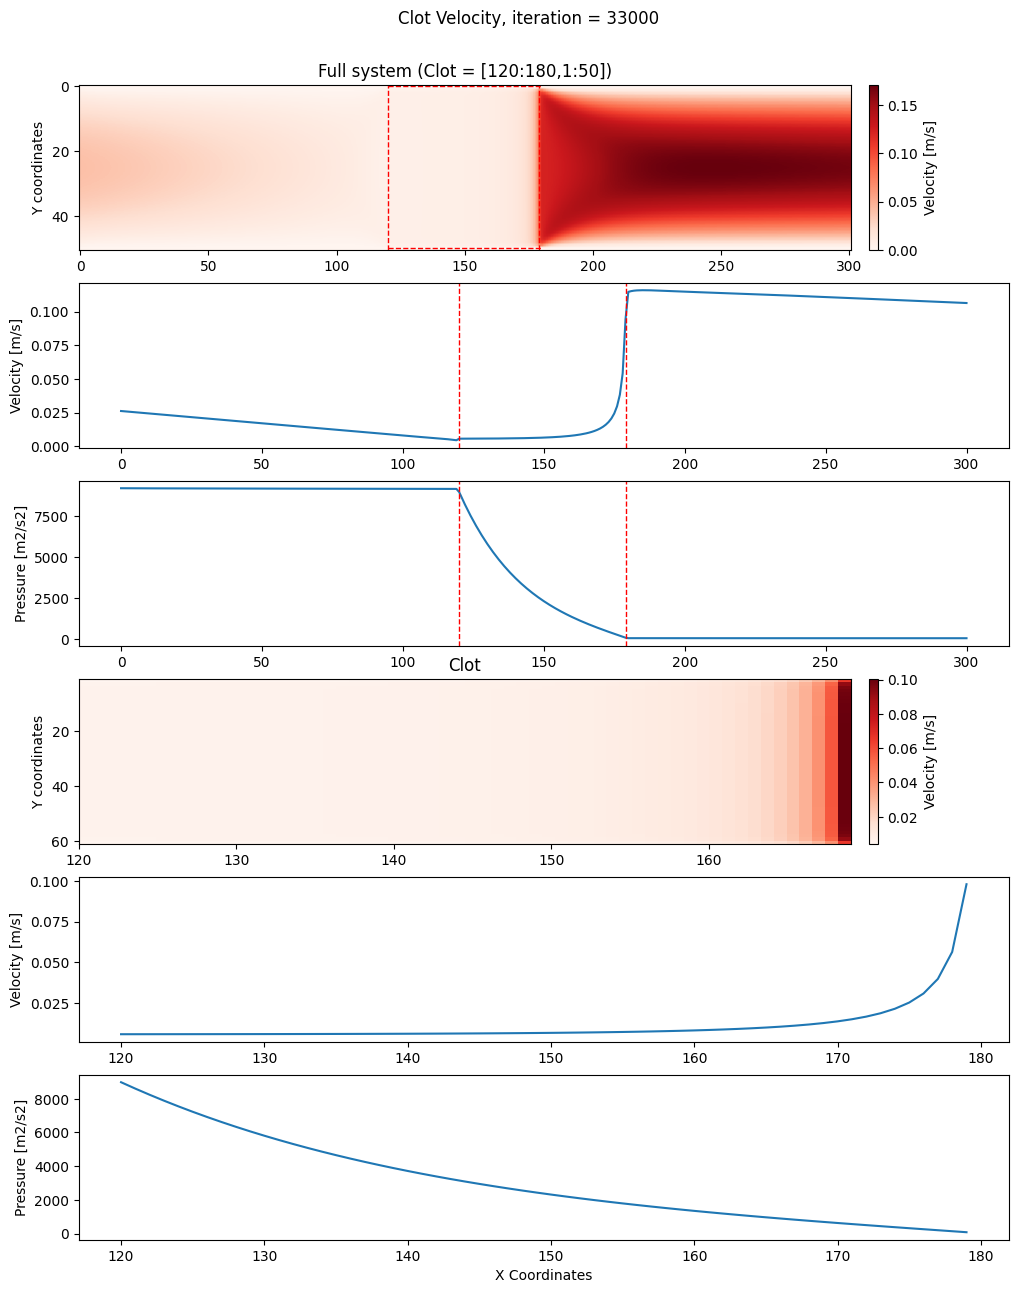 Clot Velocity, iteration = 33000
Full system (Clot = [120:180,1:50])
Y coordinates
0
20
40
0 50 100 150 200 250 300
0.15
0.10
0.05
0.00
Velocity [m/s]
Velocity [m/s]
0.100
0.075
0.050
0.025
0.000
0 50 100 150 200 250 300
Pressure [m2/s2]
7500
5000
2500
0
0 50 100 150 200 250 300
Clot
Y coordinates
20
40
60
120 130 140 150 160
0.10
0.08
0.06
0.04
0.02
Velocity [m/s]
Velocity [m/s]
0.100
0.075
0.050
0.025
120 130 140 150 160 170 180
Pressure [m2/s2]
8000
6000
4000
2000
0
120 130 140 150 160 170 180
X Coordinates